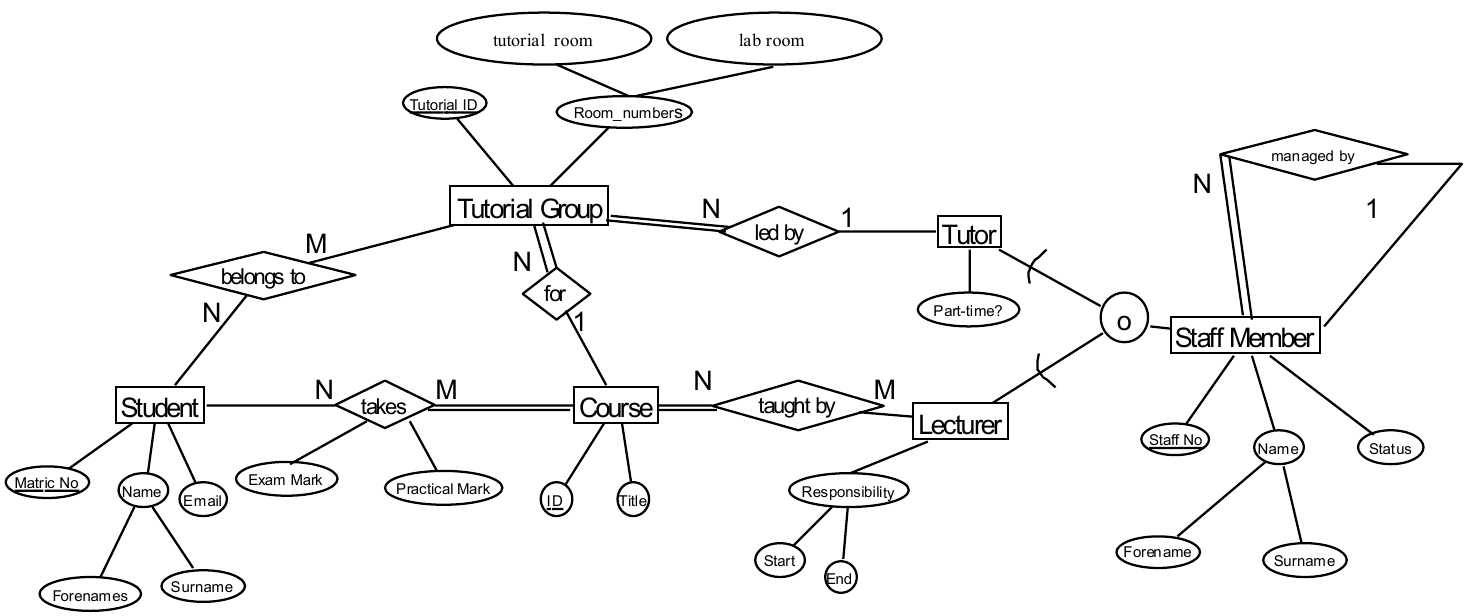 tutorial room
lab room
Tutorial ID
Room_numbers
managed by
N
1
Tutorial Group
N
led by
1
Tutor
M
belongs to
N
for
1
N
Part-time?
o
Staff Member
Student
N
takes
M
Course
N
taught by
M
Lecturer
Staff No
Name
Status
Matric No
Name
Email
Exam Mark
Practical Mark
ID
Title
Responsibility
Forename
Surname
Start
End
Forenames
Surname